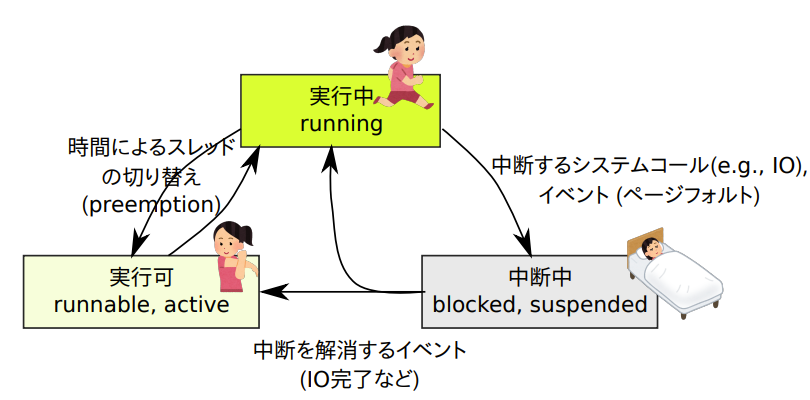 実行中
running
時間によるスレッド
の切り替え
(preemption)
中断するシステムコール(e.g., IO),
イベント (ページフォルト)
実行可
runnable, active
中断中
blocked, suspended
中断を解消するイベント
(IO完了など)